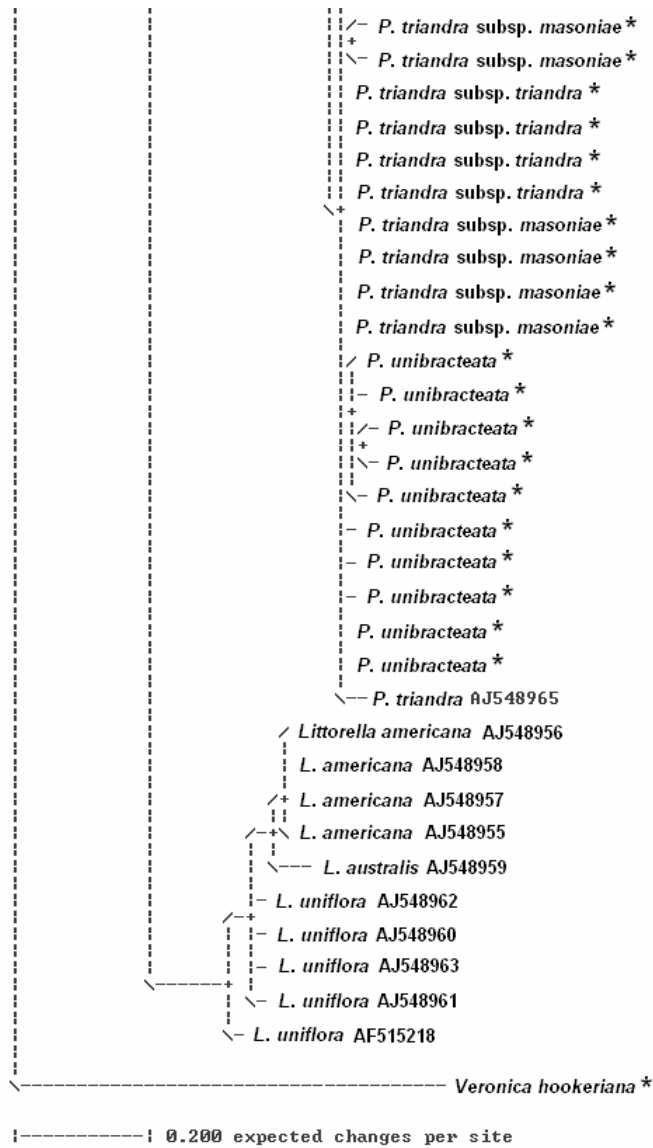 P. triandra subsp. masoniae *
P. triandra subsp. masoniae *
P. triandra subsp. triandra *
P. triandra subsp. triandra *
P. triandra subsp. triandra *
P. triandra subsp. triandra *
P. triandra subsp. masoniae *
P. triandra subsp. masoniae *
P. triandra subsp. masoniae *
P. triandra subsp. masoniae *
P. unibracteata *
P. unibracteata *
P. unibracteata *
P. unibracteata *
P. unibracteata *
P. unibracteata *
P. unibracteata *
P. unibracteata *
P. unibracteata *
P. unibracteata *
P. triandra AJ548965
Littorella americana AJ548956
L. americana AJ548958
L. americana AJ548957
L. americana AJ548955
L. australis AJ548959
L. uniflora AJ548962
L. uniflora AJ548960
L. uniflora AJ548963
L. uniflora AJ548961
L. uniflora AF515218
Veronica hookeriana *
0.200 expected changes per site